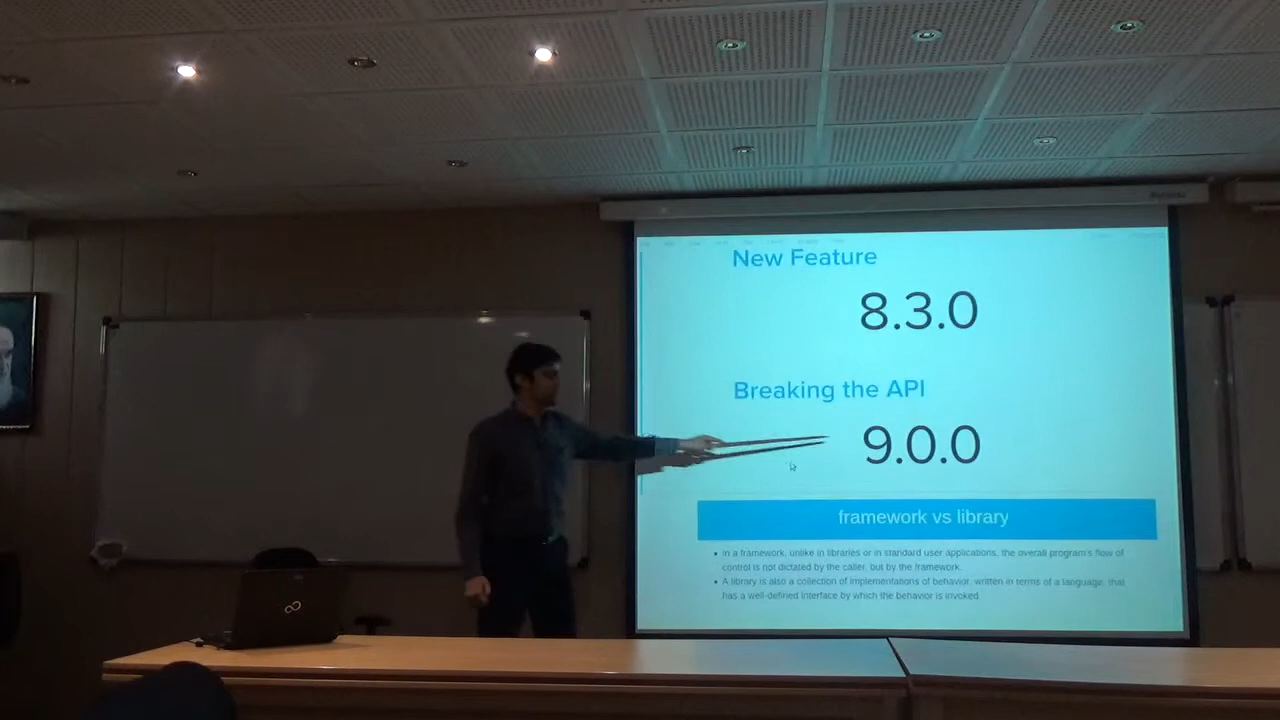 New Feature
8.3.0
Breaking the API
9.0.0
framework vs library
In a framework, unlike in libraries or in standard user applications, the overall program's flow of
control is not dictated by the caller, but by the framework.
A library is also a collection of implementations of behavior, written in terms of a language, that
has a well-defined interface by which the behavior is invoked